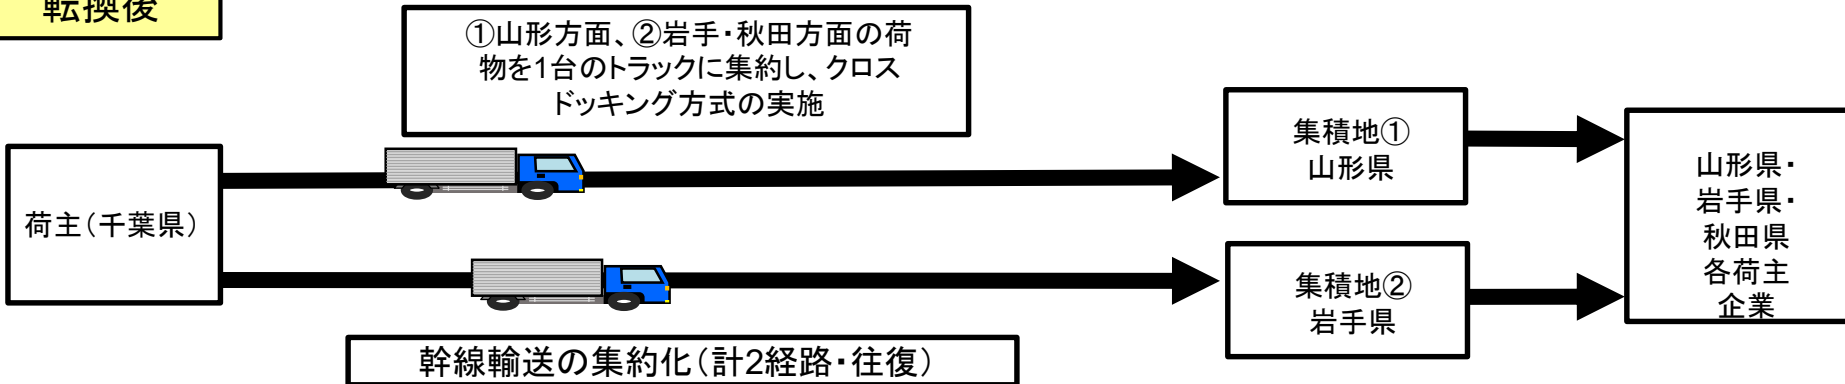 転換後
①山形方面、②岩手・秋田方面の荷
物を1台のトラックに集約し、クロス
ドッキング方式の実施
荷主(千葉県)
集積地①
山形県
集積地②
岩手県
山形県・
岩手県・
秋田県
各荷主
企業
幹線輸送の集約化(計2経路・往復)